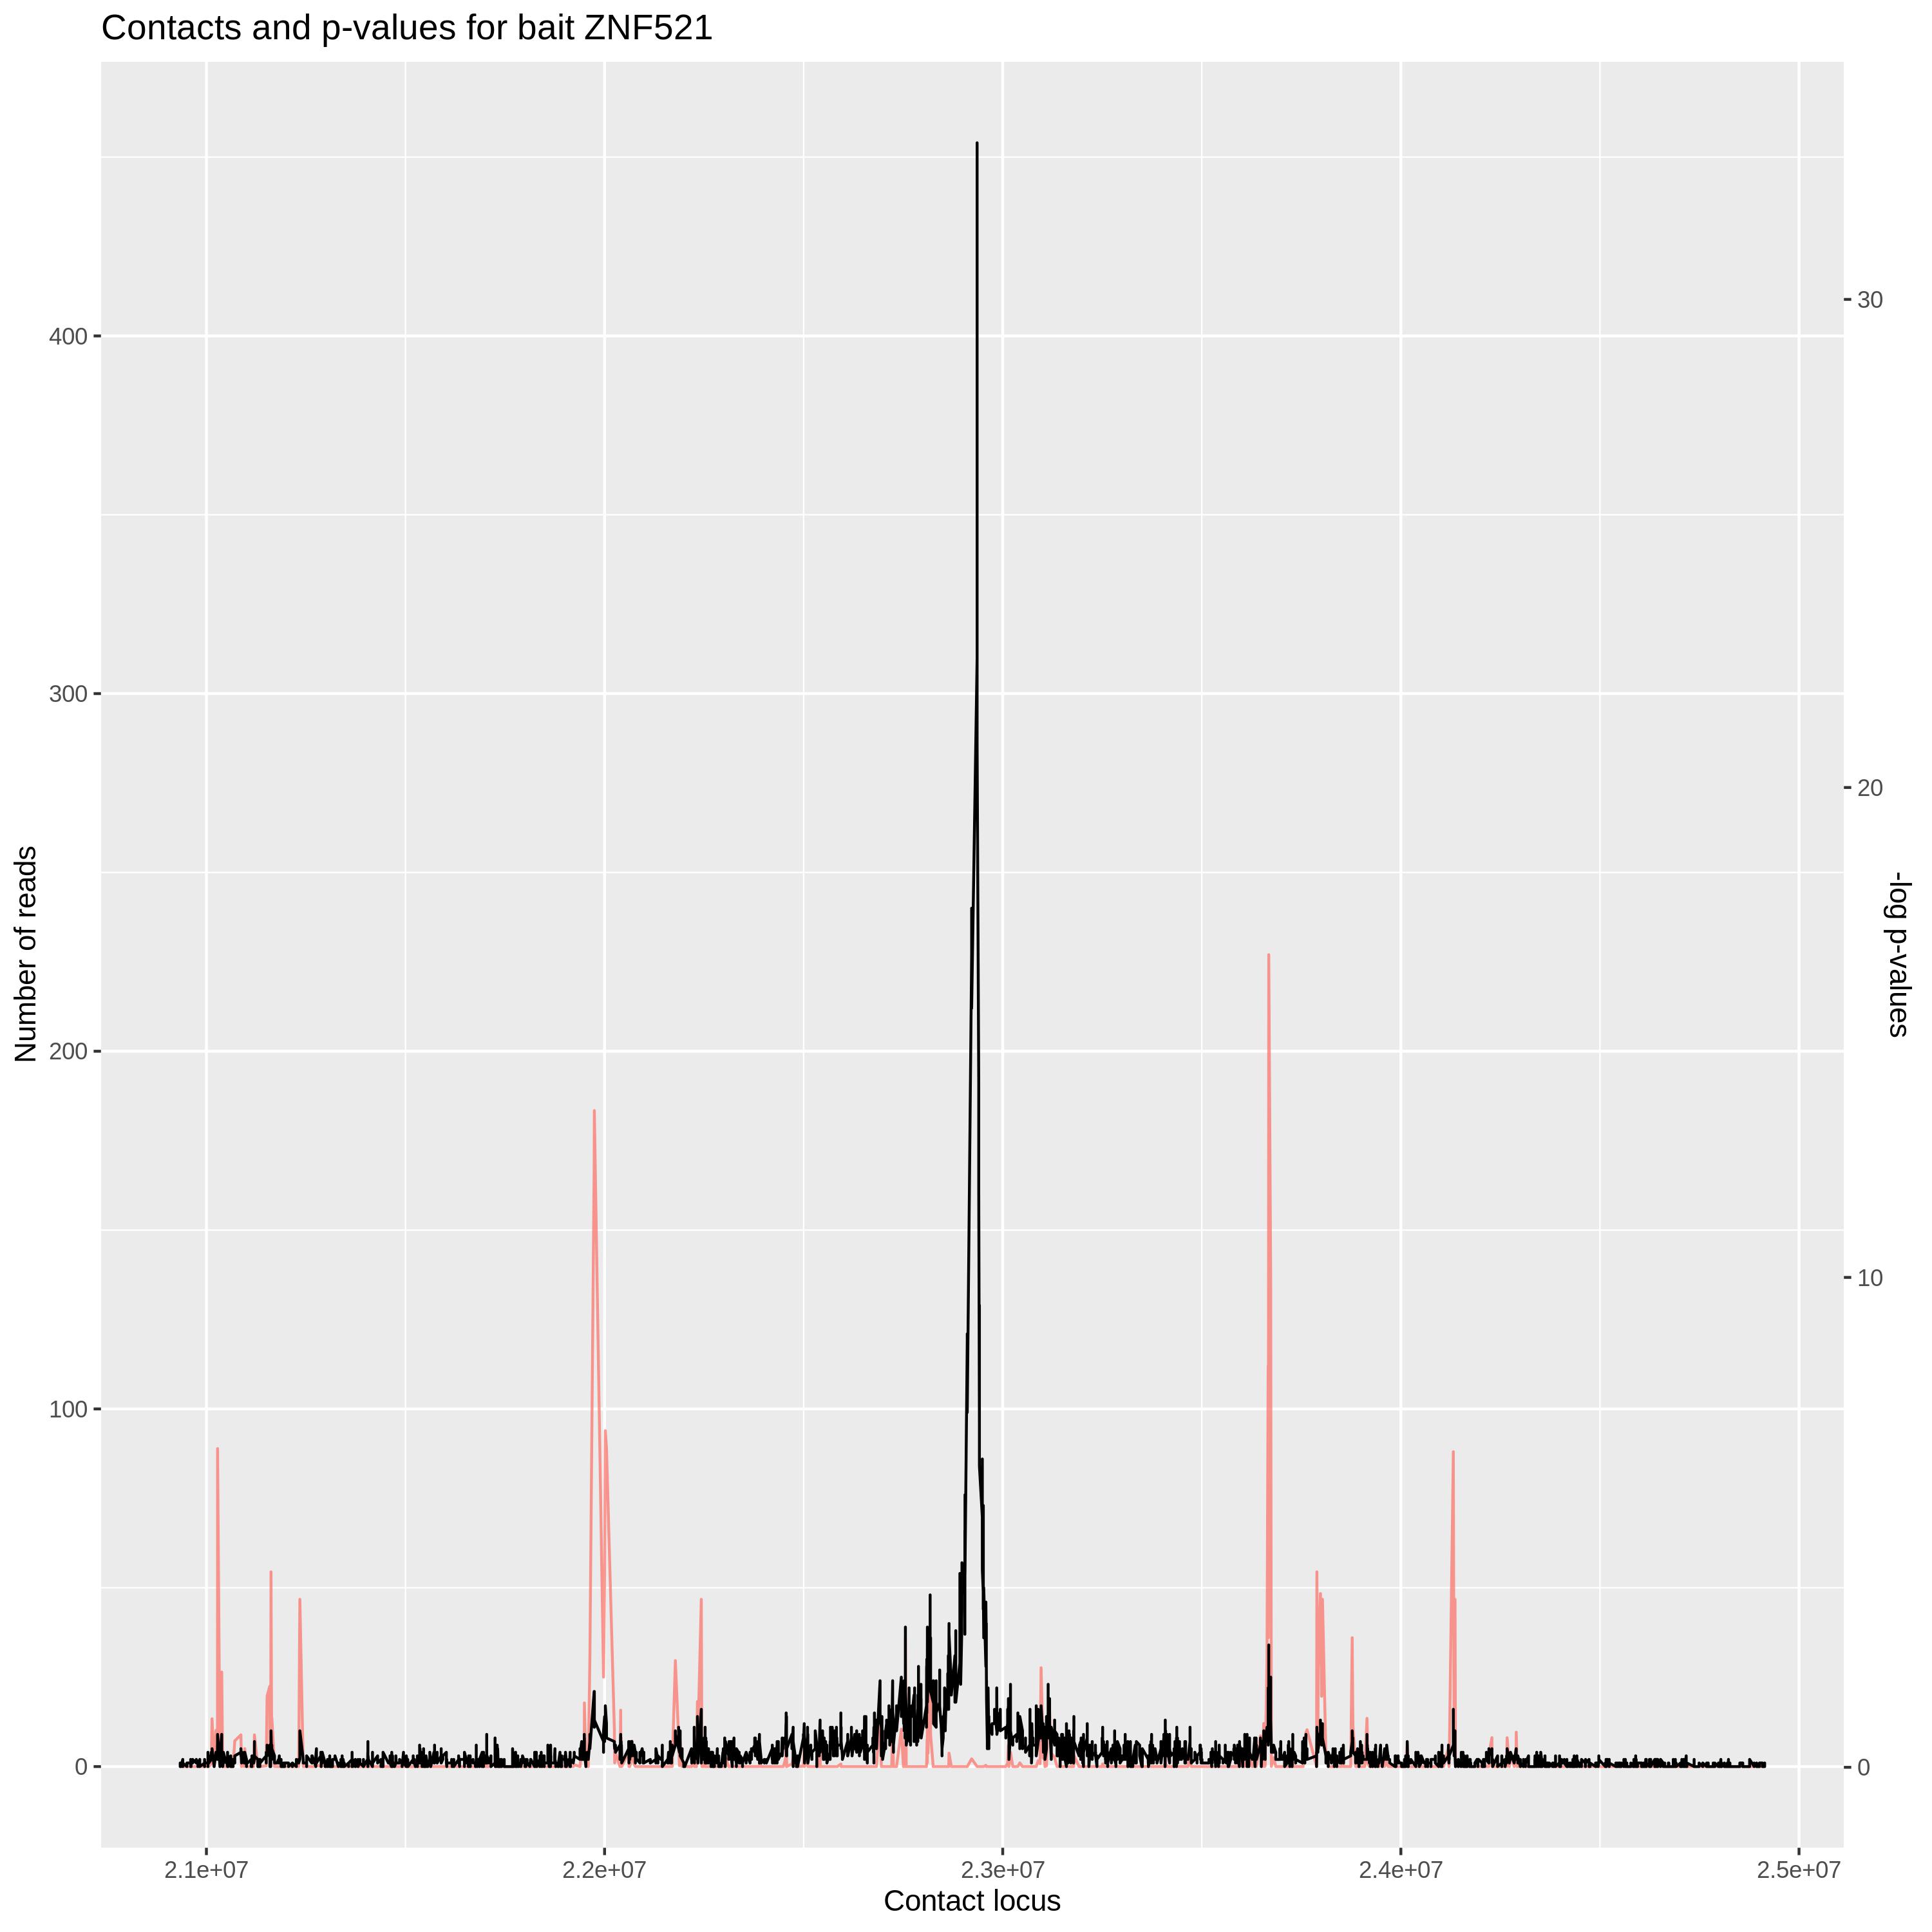 Contacts and p-values for bait ZNF521
Number of reads
400
300
200
100
0
30
20
10
0
-log p-values
2.1e+07
2.2e+07
2.3e+07
2.4e+07
2.5e+07
Contact locus